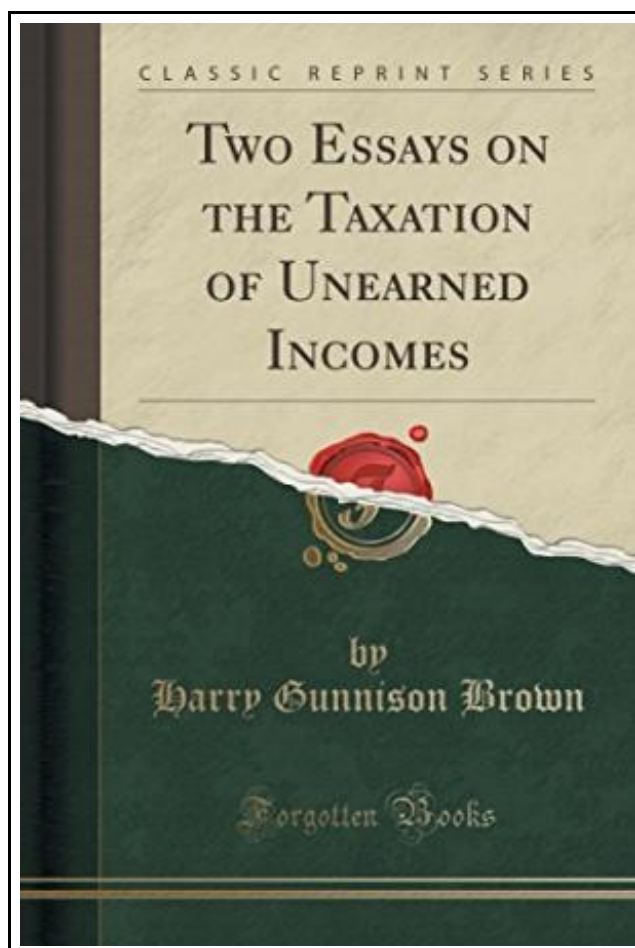 CLASSIC REPRINT SERIES
TWO ESSAYS ON
THE TAXATION
OF UNEARNED
INCOMES
by
Harry Gunnison Brown
Forgotten Books